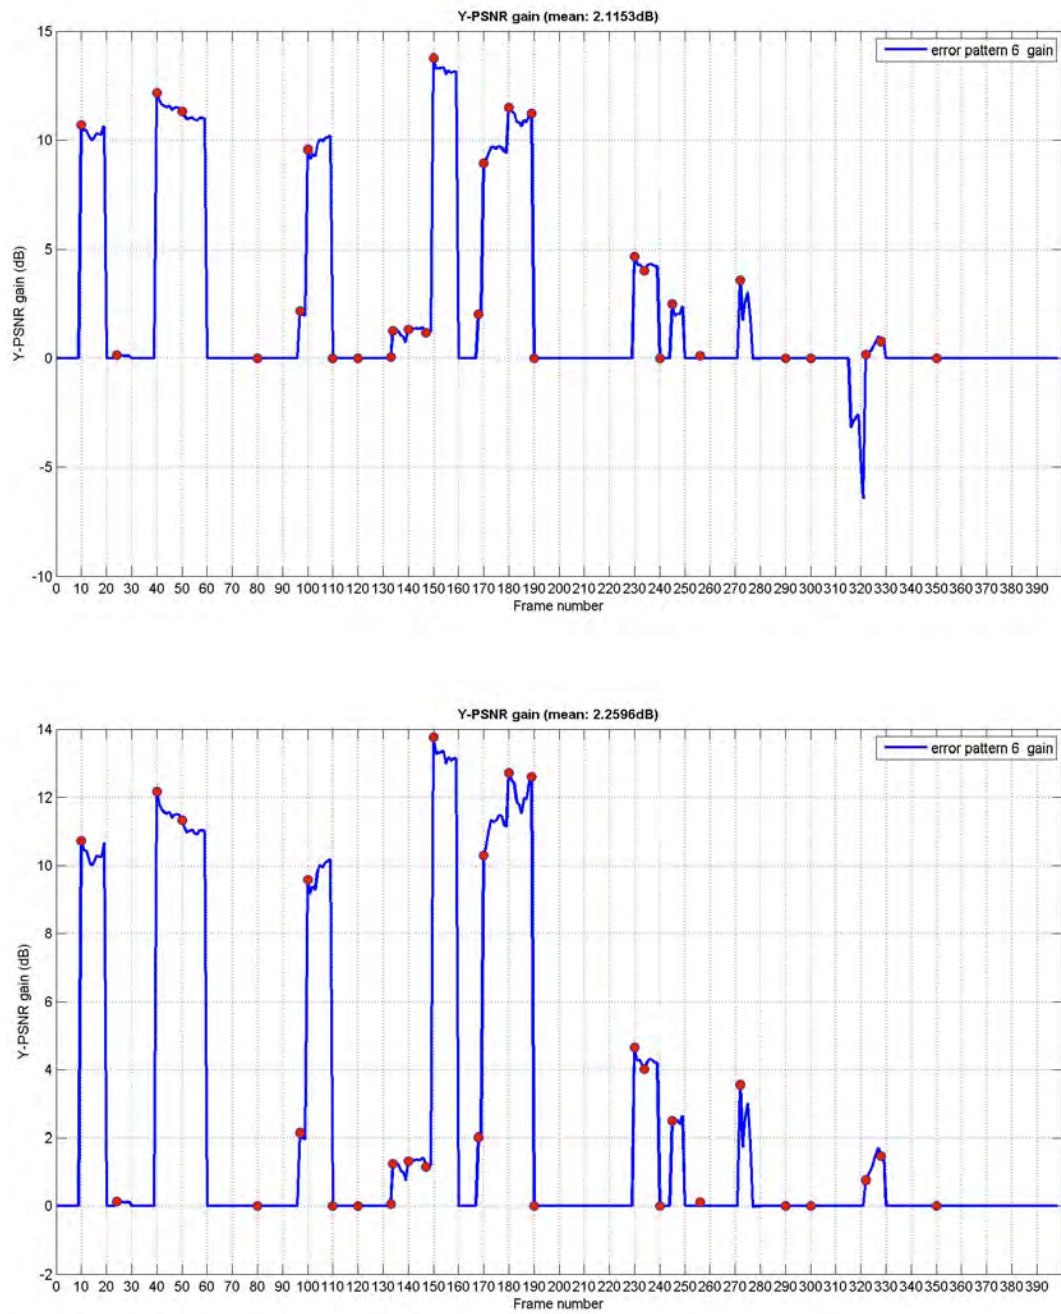 Y-PSNR gain (mean: 2.1153dB)
error pattern 6 gain
15
10
5
0
-5
-10
Y-PSNR gain (dB)
0 10 20 30 40 50 60 70 80 90 100 110 120 130 140 150 160 170 180 190 200 210 220 230 240 250 260 270 280 290 300 310 320 330 340 350 360 370 380 390
Frame number
Y-PSNR gain (mean: 2.2596dB)
error pattern 6 gain
14
12
10
8
6
4
2
0
-2
Y-PSNR gain (dB)
0 10 20 30 40 50 60 70 80 90 100 110 120 130 140 150 160 170 180 190 200 210 220 230 240 250 260 270 280 290 300 310 320 330 340 350 360 370 380 390
Frame number